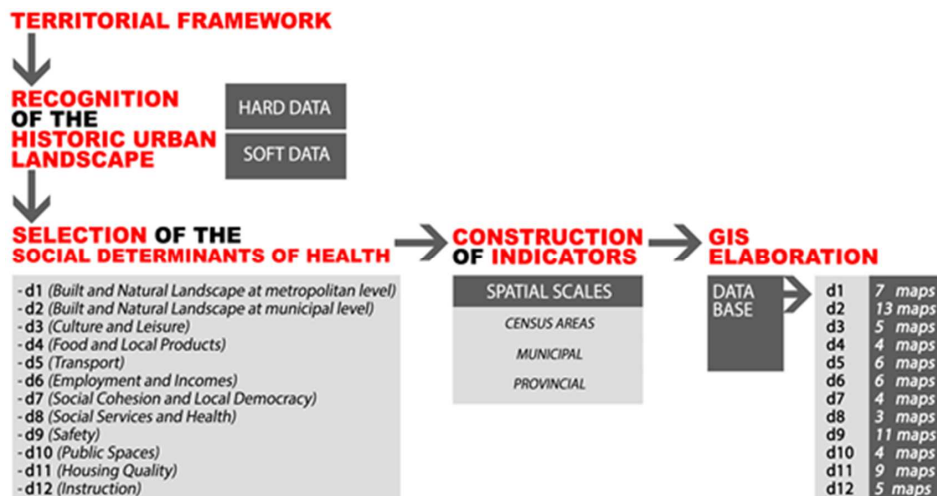 TERRITORIAL FRAMEWORK
RECOGNITION
OF THE
HISTORIC URBAN
LANDSCAPE
HARD DATA
SOFT DATA
SELECTION OF THE
SOCIAL DETERMINANTS OF HEALTH
- d1 (Built and Natural Landscape at metropolitan level)
- d2 (Built and Natural Landscape at municipal level)
- d3 (Culture and Leisure)
- d4 (Food and Local Products)
- d5 (Transport)
- d6 (Employment and Incomes)
- d7 (Social Cohesion and Local Democracy)
- d8 (Social Services and Health)
- d9 (Safety)
- d10 (Public Spaces)
- d11 (Housing Quality)
- d12 (Instruction)
CONSTRUCTION
OF INDICATORS
SPATIAL SCALES
CENSUS AREAS
MUNICIPAL
PROVINCIAL
GIS
ELABORATION
DATA
BASE
d1 7 maps
d2 13 maps
d3 5 maps
d4 4 maps
d5 6 maps
d6 6 maps
d7 4 maps
d8 3 maps
d9 11 maps
d10 4 maps
d11 9 maps
d12 5 maps